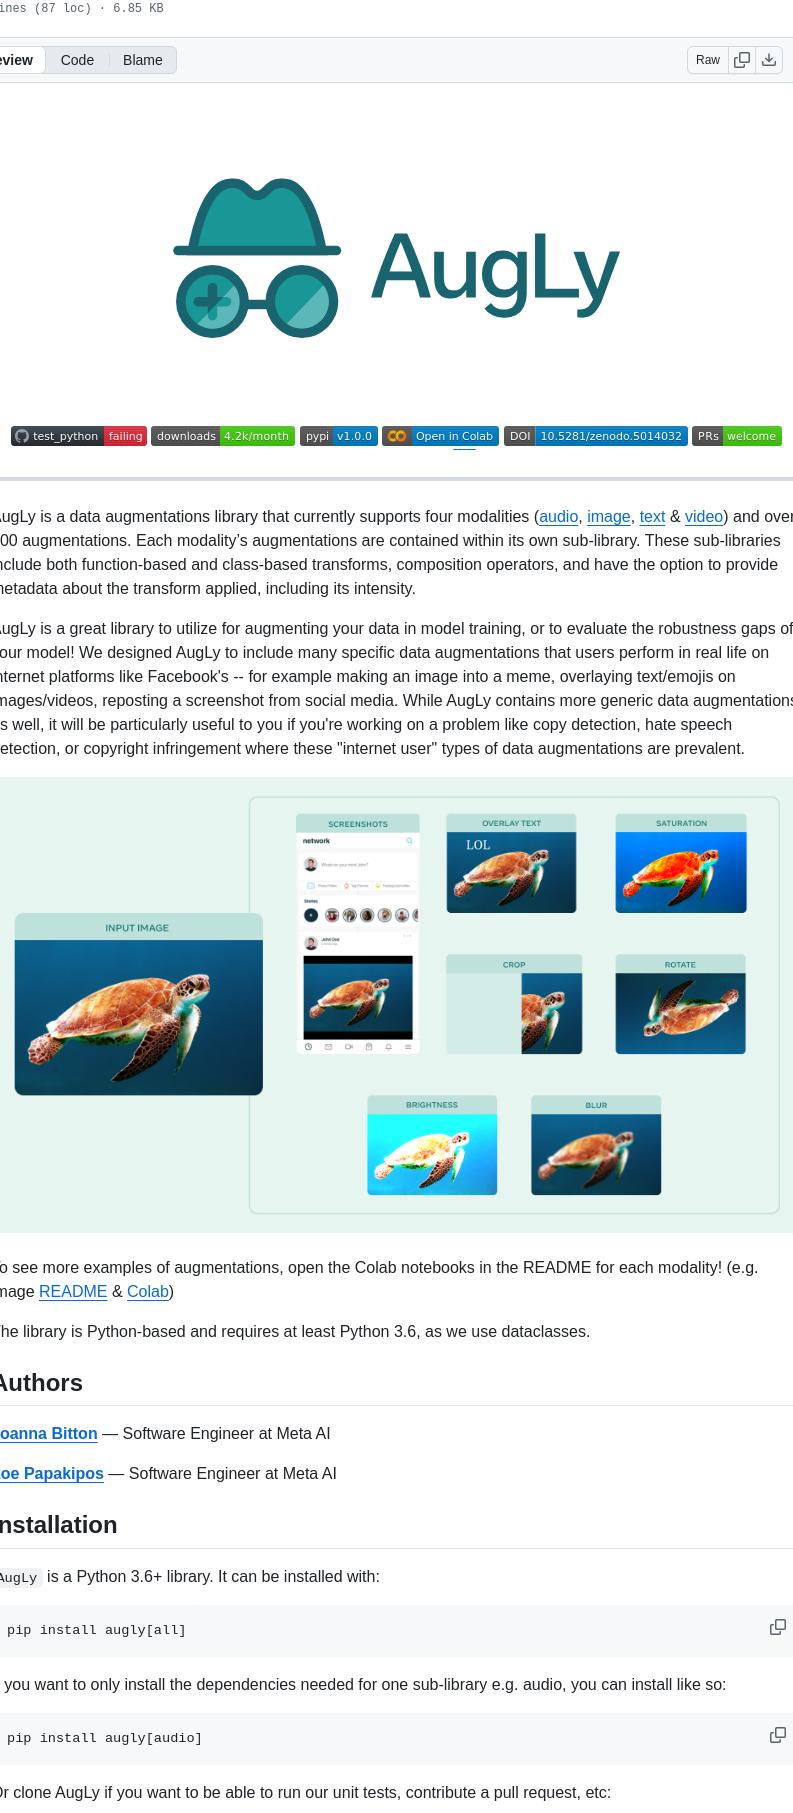 ines (87 loc) · 6.85 KB
eview Code Blame Raw
AugLy
test_python failing downloads 4.2k/month pypi v1.0.0 Open in Colab DOI 10.5281/zenodo.5014032 PRs welcome
ugLy is a data augmentations library that currently supports four modalities (audio, image, text & video) and over
00 augmentations. Each modality’s augmentations are contained within its own sub-library. These sub-libraries
nclude both function-based and class-based transforms, composition operators, and have the option to provide
etadata about the transform applied, including its intensity.
ugLy is a great library to utilize for augmenting your data in model training, or to evaluate the robustness gaps of
our model! We designed AugLy to include many specific data augmentations that users perform in real life on
nternet platforms like Facebook's -- for example making an image into a meme, overlaying text/emojis on
mages/videos, reposting a screenshot from social media. While AugLy contains more generic data augmentations
s well, it will be particularly useful to you if you're working on a problem like copy detection, hate speech
etection, or copyright infringement where these "internet user" types of data augmentations are prevalent.
INPUT IMAGE
SCREENSHOTS
network
What's on your mind John?
Stories
John Doe
OVERLAY TEXT
LOL
SATURATION
CROP
ROTATE
BRIGHTNESS
BLUR
o see more examples of augmentations, open the Colab notebooks in the README for each modality! (e.g.
mage README & Colab)
he library is Python-based and requires at least Python 3.6, as we use dataclasses.
Authors
oanna Bitton — Software Engineer at Meta AI
oe Papakipos — Software Engineer at Meta AI
nstallation
AugLy is a Python 3.6+ library. It can be installed with:
pip install augly[all]
you want to only install the dependencies needed for one sub-library e.g. audio, you can install like so:
pip install augly[audio]
Or clone AugLy if you want to be able to run our unit tests, contribute a pull request, etc: